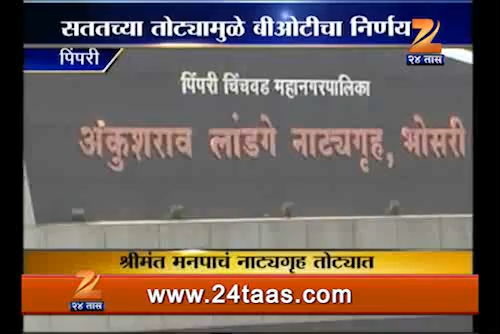 सततच्या तोट्यामुळे बीओटीचा निर्णय
२४ तास
पिंपरी
पिंपरी चिंचवड महानगरपालिका
अंकुशराव लांडगे नाट्यगृह, भोसरी
श्रीमंत मनपाचं नाट्यगृह तोट्यात
२४ तास
www.24taas.com